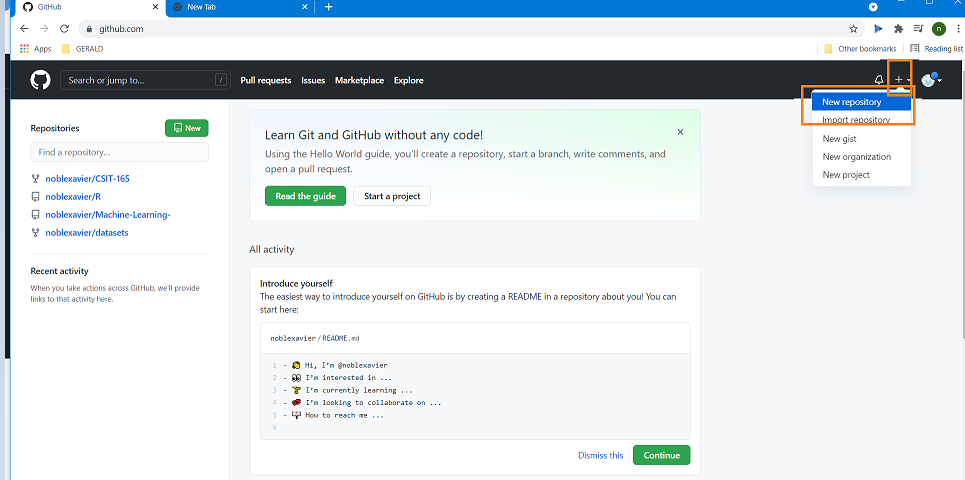 GitHub
New Tab
github.com
n
Apps
GERALD
Other bookmarks
Reading list
Search or jump to...
/
Pull requests
Issues
Marketplace
Explore
New repository
Import repository
New gist
New organization
New project
Repositories
New
Find a repository...
noblexavier/CSIT-165
noblexavier/R
noblexavier/Machine-Learning-
noblexavier/datasets
Recent activity
When you take actions across GitHub, we'll provide
links to that activity here.
Learn Git and GitHub without any code!
Using the Hello World guide, you'll create a repository, start a branch, write comments, and
open a pull request.
Read the guide
Start a project
All activity
Introduce yourself
The easiest way to introduce yourself on GitHub is by creating a README in a repository about you! You can
start here:
noblexavier / README.md
1 - 👋 Hi, I'm @noblexavier
2 - 👀 I'm interested in ...
3 - 🌱 I'm currently learning ...
4 - 💞️ I'm looking to collaborate on ...
5 - 📫 How to reach me ...
6
Dismiss this
Continue